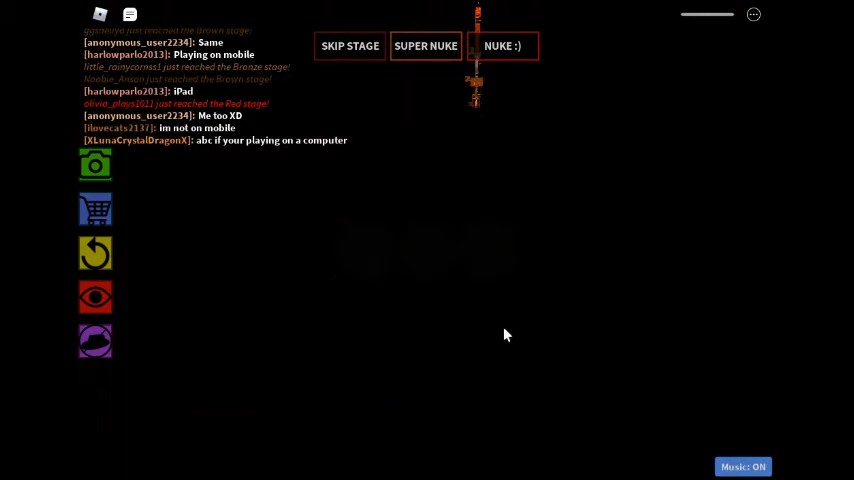 ggsheilyo just reached the Brown stage!
[anonymous_user2234]: Same
[harlowparlo2013]: Playing on mobile
little_rainycornss1 just reached the Bronze stage!
Noobie_Anson just reached the Brown stage!
[harlowparlo2013]: iPad
olivia_plays1011 just reached the Red stage!
[anonymous_user2234]: Me too XD
[ilovecats2137]: im not on mobile
[XLunaCrystalDragonX]: abc if your playing on a computer
SKIP STAGE
SUPER NUKE
NUKE :)
Music: ON